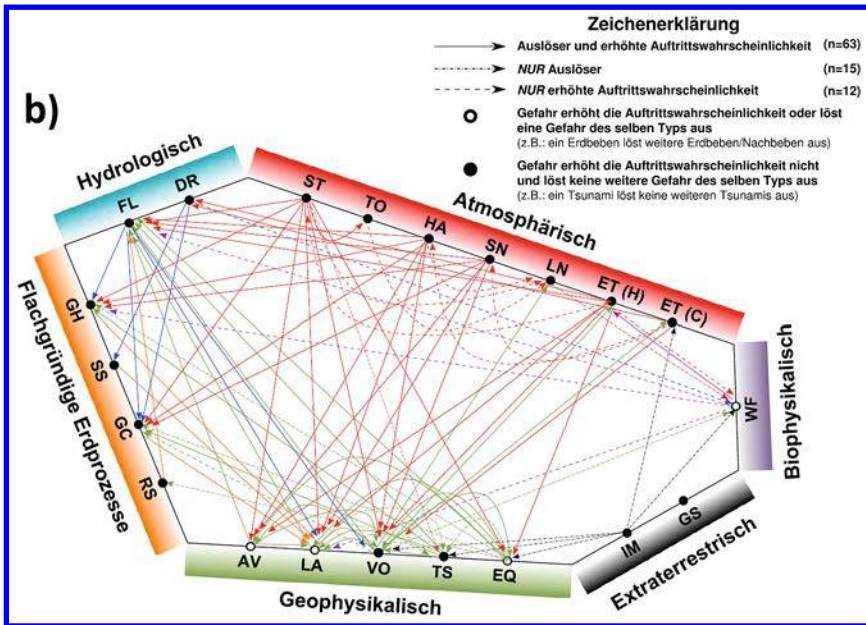 Zeichenerklärung
Auslöser und erhöhte Auftrittswahrscheinlichkeit (n=63)
NUR Auslöser (n=15)
NUR erhöhte Auftrittswahrscheinlichkeit (n=12)
Gefahr erhöht die Auftrittswahrscheinlichkeit oder löst
eine Gefahr des selben Typs aus
(z.B.: ein Erdbeben löst weitere Erdbeben/Nachbeben aus)
Gefahr erhöht die Auftrittswahrscheinlichkeit nicht
und löst keine weitere Gefahr des selben Typs aus
(z.B.: ein Tsunami löst keine weiteren Tsunamis aus)
b)
Hydrologisch
FL
DR
Atmosphärisch
ST
TO
HA
SN
LN
ET (H)
ET (C)
Biophysikalisch
WF
Extraterrestrisch
GS
IM
Geophysikalisch
AV
LA
VO
TS
EQ
Flachgründige Erdprozesse
GH
SS
GC
RS